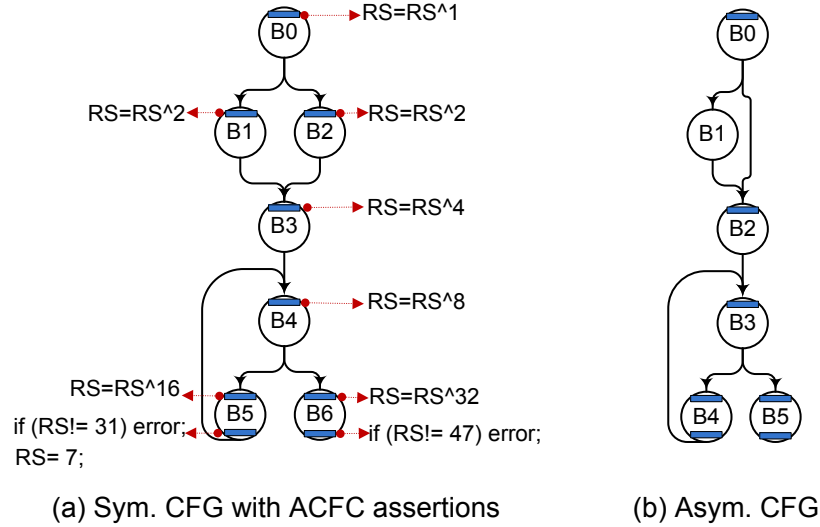 B0
RS=RS^1
RS=RS^2
B1
B2
RS=RS^2
B3
RS=RS^4
B4
RS=RS^8
RS=RS^16
B5
B6
RS=RS^32
if (RS!= 31) error;
RS= 7;
if (RS!= 47) error;
(a) Sym. CFG with ACFC assertions
B0
B1
B2
B3
B4
B5
(b) Asym. CFG